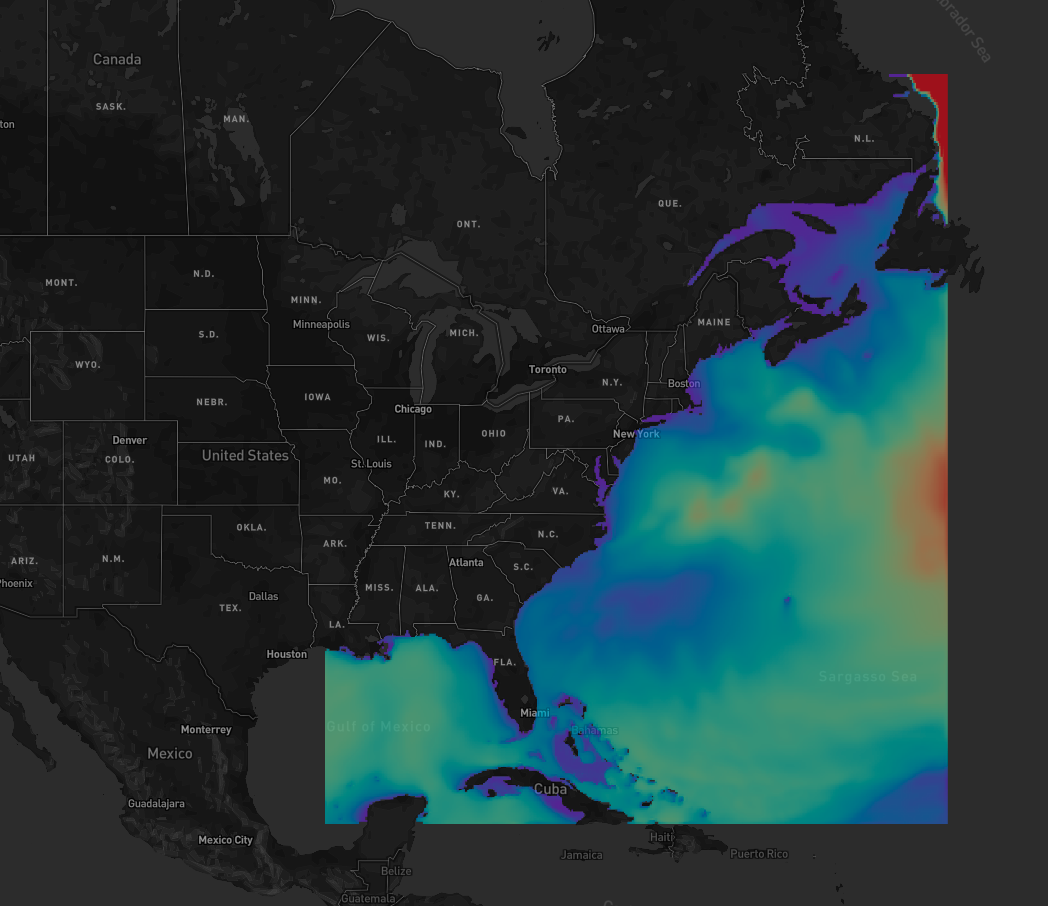 Canada
SASK.
MAN.
ton
N.L.
QUE.
ONT.
N.D.
MONT.
MINN.
Minneapolis
S.D.
WIS.
MICH.
Ottawa
MAINE
WYO.
Toronto
N.Y.
Boston
NEBR.
IOWA
Chicago
PA.
New York
Denver
COLO.
UTAH
United States
ILL.
IND.
OHIO
St. Louis
MO.
KY.
VA.
OKLA.
TENN.
N.C.
ARK.
ARIZ.
N.M.
Atlanta
S.C.
Phoenix
MISS.
ALA.
GA.
Dallas
TEX.
LA.
Houston
FLA.
Sargasso Sea
Miami
Gulf of Mexico
Bahamas
Monterrey
Mexico
Cuba
Guadalajara
Mexico City
Haiti
Jamaica
Puerto Rico
Belize
Guatemala